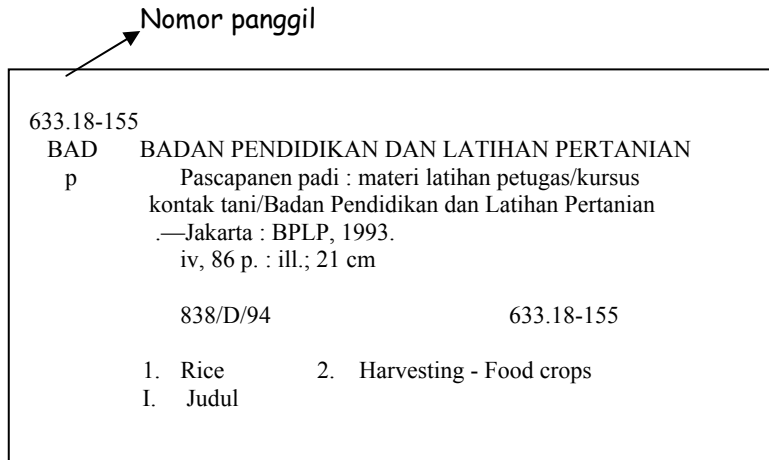 Nomor panggil
633.18-155
BAD BADAN PENDIDIKAN DAN LATIHAN PERTANIAN
p Pascapanen padi : materi latihan petugas/kursus
kontak tani/Badan Pendidikan dan Latihan Pertanian
.—Jakarta : BPLP, 1993.
iv, 86 p. : ill.; 21 cm
838/D/94 633.18-155
1. Rice 2. Harvesting - Food crops
I. Judul